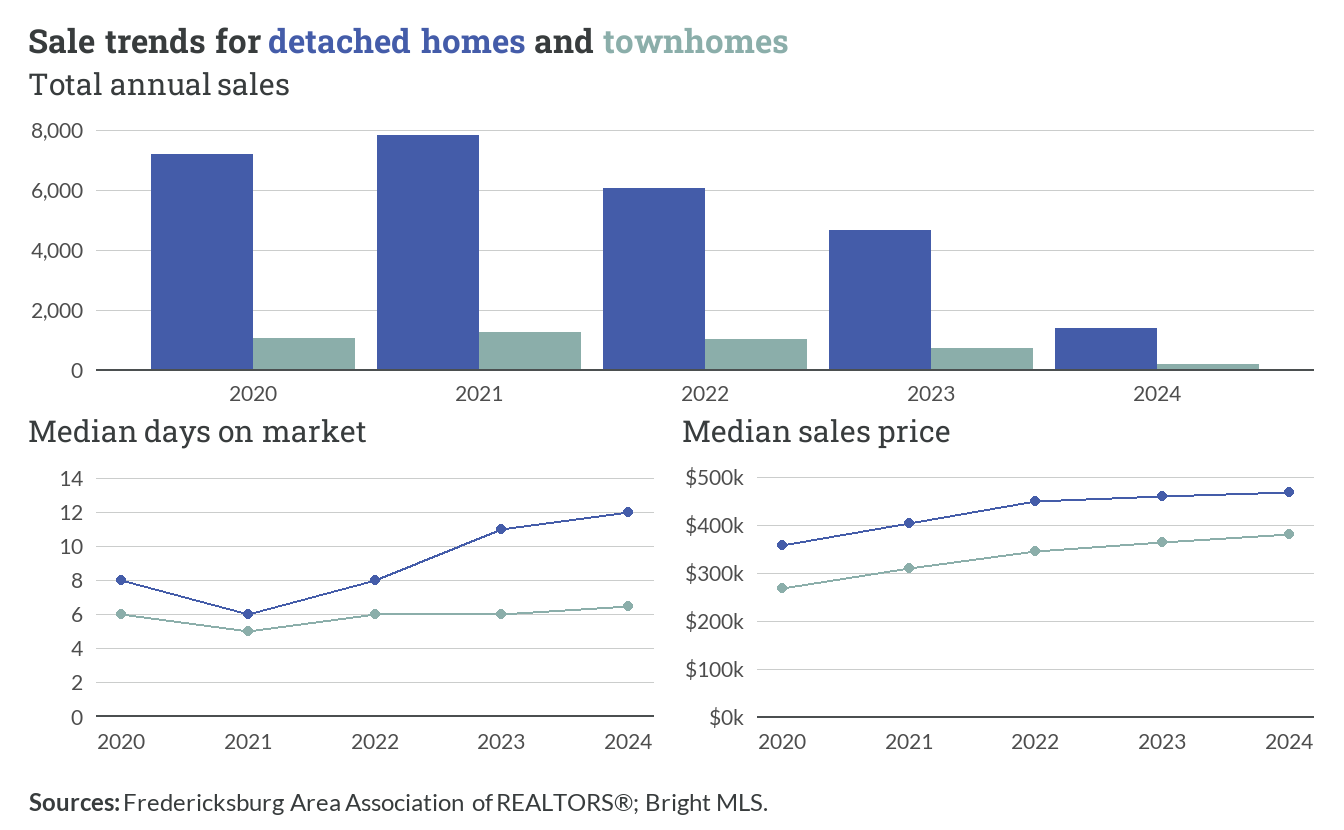 Sale trends for detached homes and townhomes
Total annual sales
8,000
6,000
4,000
2,000
0
2020 2021 2022 2023 2024
Median days on market
14
12
10
8
6
4
2
0
2020 2021 2022 2023 2024
Median sales price
$500k
$400k
$300k
$200k
$100k
$0k
2020 2021 2022 2023 2024
Sources: Fredericksburg Area Association of REALTORS®; Bright MLS.